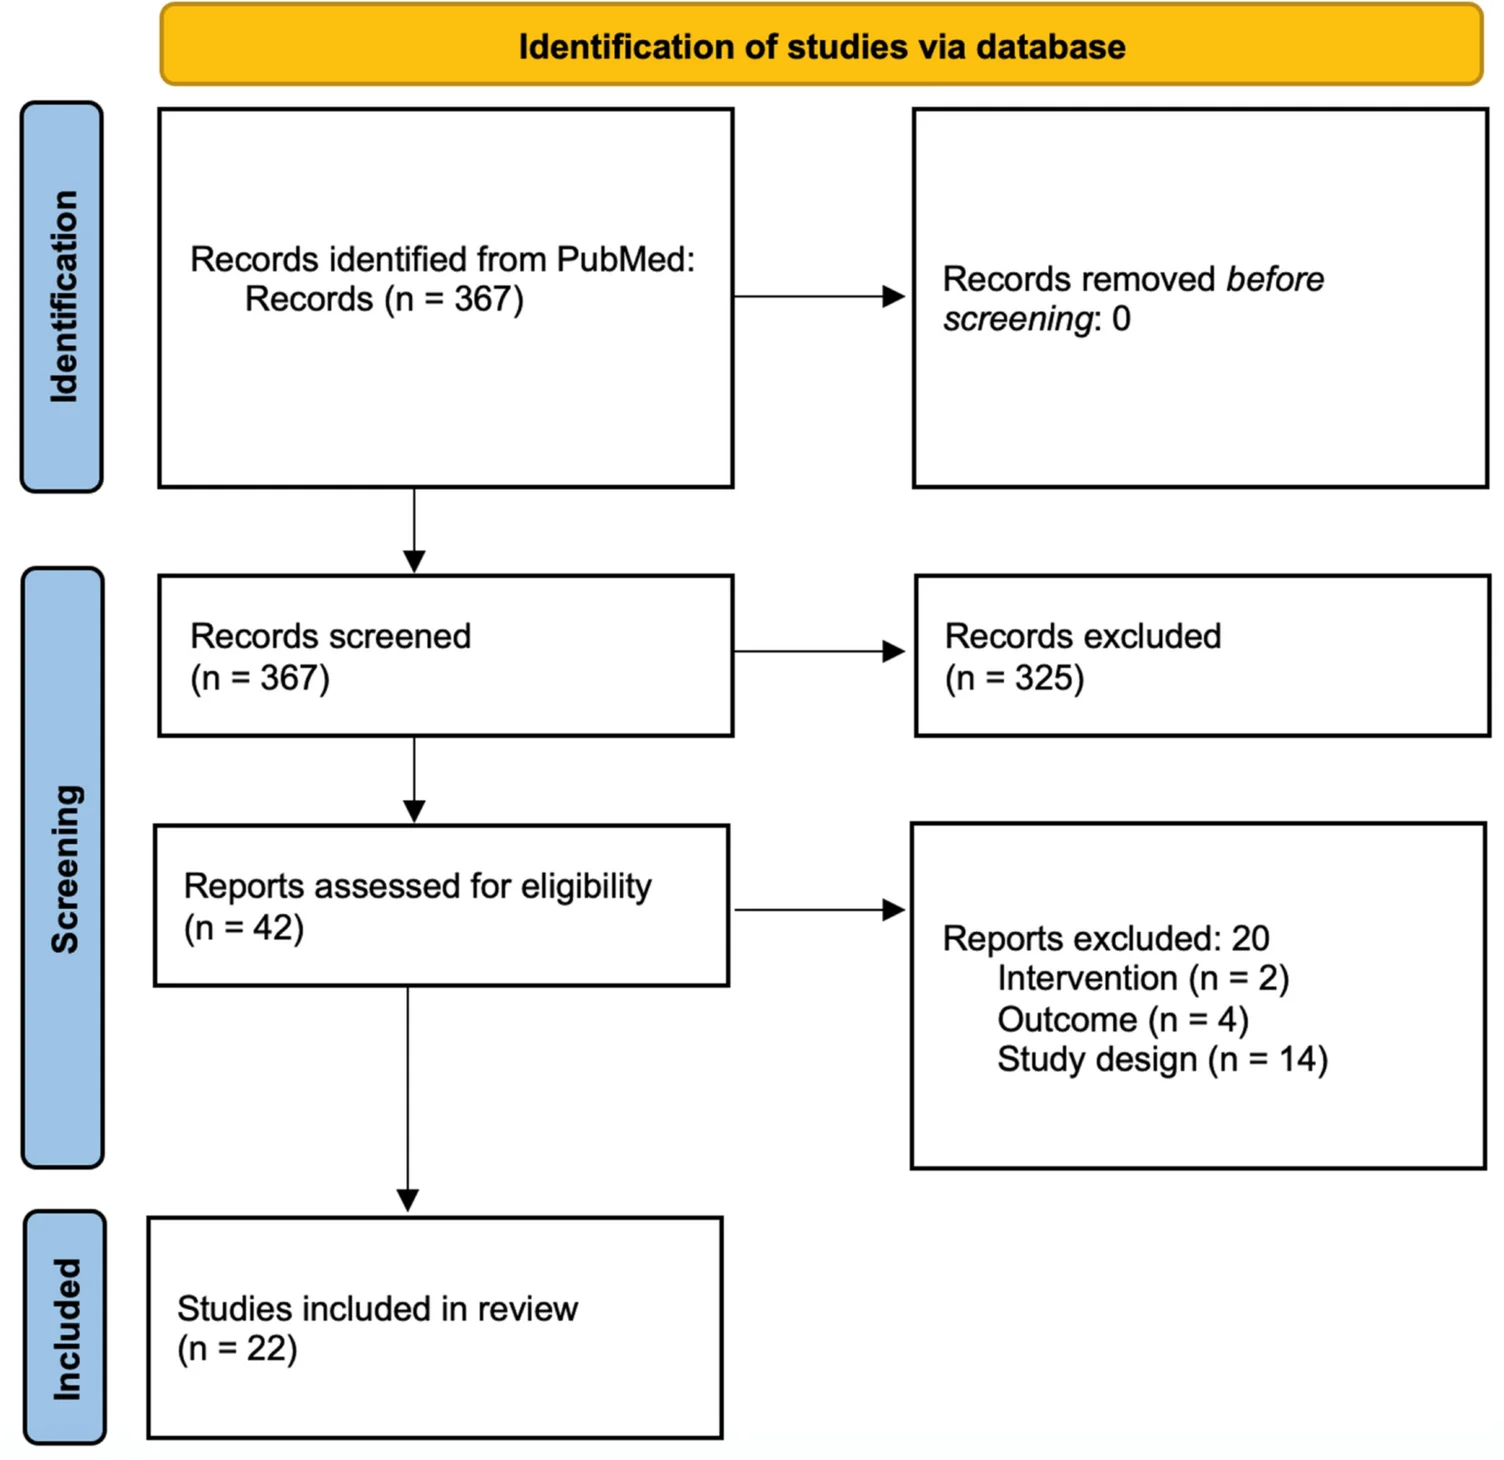 Identification of studies via database
Identification
Records identified from PubMed:
Records (n = 367)
Records removed before
screening: 0
Screening
Records screened
(n = 367)
Records excluded
(n = 325)
Reports assessed for eligibility
(n = 42)
Reports excluded: 20
Intervention (n = 2)
Outcome (n = 4)
Study design (n = 14)
Included
Studies included in review
(n = 22)